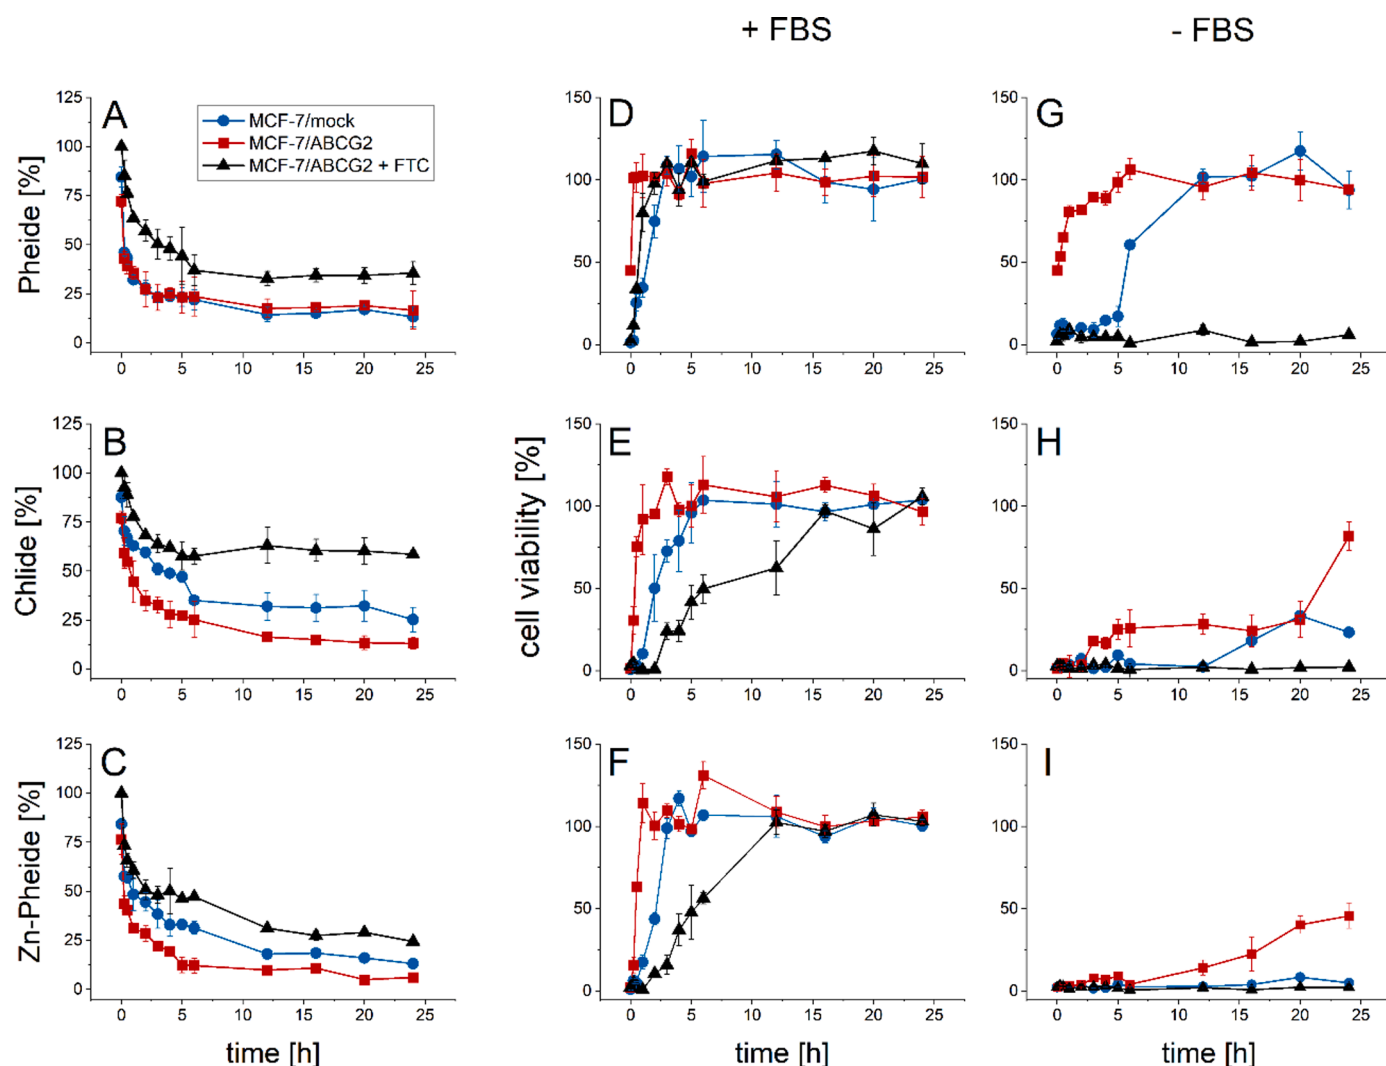 + FBS
- FBS
A
MCF-7/mock
MCF-7/ABCG2
MCF-7/ABCG2 + FTC
Pheide [%]
125
100
75
50
25
0
0 5 10 15 20 25
D
150
100
50
0
0 5 10 15 20 25
G
150
100
50
0
0 5 10 15 20 25
B
Chlide [%]
125
100
75
50
25
0
0 5 10 15 20 25
E
cell viability [%]
150
100
50
0
0 5 10 15 20 25
H
150
100
50
0
0 5 10 15 20 25
C
Zn-Pheide [%]
125
100
75
50
25
0
0 5 10 15 20 25
time [h]
F
150
100
50
0
0 5 10 15 20 25
time [h]
I
150
100
50
0
0 5 10 15 20 25
time [h]